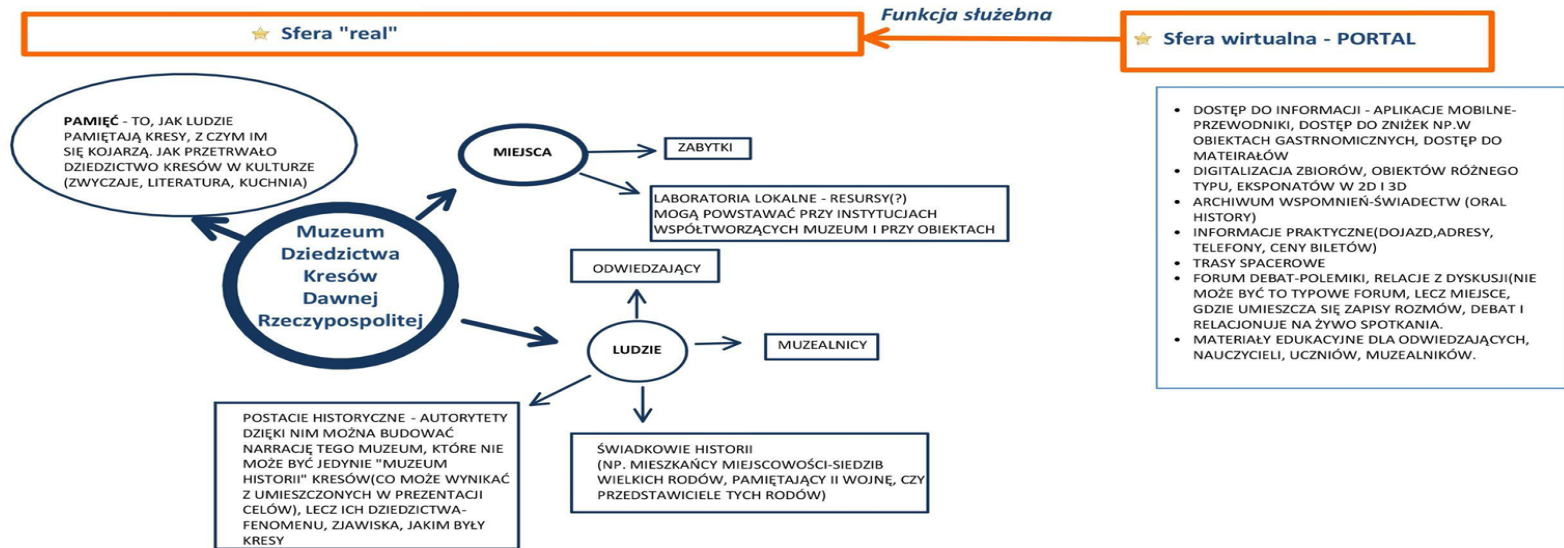 Funkcja służebna
Sfera "real"
Sfera wirtualna - PORTAL
PAMIĘĆ - TO, JAK LUDZIE
PAMIĘTAJĄ KRESY, Z CZYM IM
SIĘ KOJARZĄ. JAK PRZETRWAŁO
DZIEDZICTWO KRESÓW W KULTURZE
(ZWYCZAJE, LITERATURA, KUCHNIA)
MIEJSCA
ZABYTKI
LABORATORIA LOKALNE - RESURSY(?)
MOGĄ POWSTAWAĆ PRZY INSTYTUCJACH
WSPÓŁTWORZĄCYCH MUZEUM I PRZY OBIEKTACH
Muzeum
Dziedzictwa
Kresów
Dawnej
Rzeczypospolitej
ODWIEDZAJĄCY
LUDZIE
MUZEALNICY
POSTACIE HISTORYCZNE - AUTORYTETY
DZIĘKI NIM MOŻNA BUDOWAĆ
NARRACJĘ TEGO MUZEUM, KTÓRE NIE
MOŻE BYĆ JEDYNIE "MUZEUM
HISTORII" KRESÓW(CO MOŻE WYNIKAĆ
Z UMIESZCZONYCH W PREZENTACJI
CELÓW), LECZ ICH DZIEDZICTWA-
FENOMENU, ZJAWISKA, JAKIM BYŁY
KRESY
ŚWIADKOWIE HISTORII
(NP. MIESZKAŃCY MIEJSCOWOŚCI-SIEDZIB
WIELKICH RODÓW, PAMIĘTAJĄCY II WOJNĘ, CZY
PRZEDSTAWICIELE TYCH RODÓW)
• DOSTĘP DO INFORMACJI - APLIKACJE MOBILNE-
PRZEWODNIKI, DOSTĘP DO ZNIŻEK NP.W
OBIEKTACH GASTRNOMICZNYCH, DOSTĘP DO
MATEIRAŁÓW
• DIGITALIZACJA ZBIORÓW, OBIEKTÓW RÓŻNEGO
TYPU, EKSPONATÓW W 2D I 3D
• ARCHIWUM WSPOMNIEŃ-ŚWIADECTW (ORAL
HISTORY)
• INFORMACJE PRAKTYCZNE(DOJAZD,ADRESY,
TELEFONY, CENY BILETÓW)
• TRASY SPACEROWE
• FORUM DEBAT-POLEMIKI, RELACJE Z DYSKUSJI(NIE
MOŻE BYĆ TO TYPOWE FORUM, LECZ MIEJSCE,
GDZIE UMIESZCZA SIĘ ZAPISY ROZMÓW, DEBAT I
RELACJONUJE NA ŻYWO SPOTKANIA.
• MATERIAŁY EDUKACYJNE DLA ODWIEDZAJĄCYCH,
NAUCZYCIELI, UCZNIÓW, MUZEALNIKÓW.